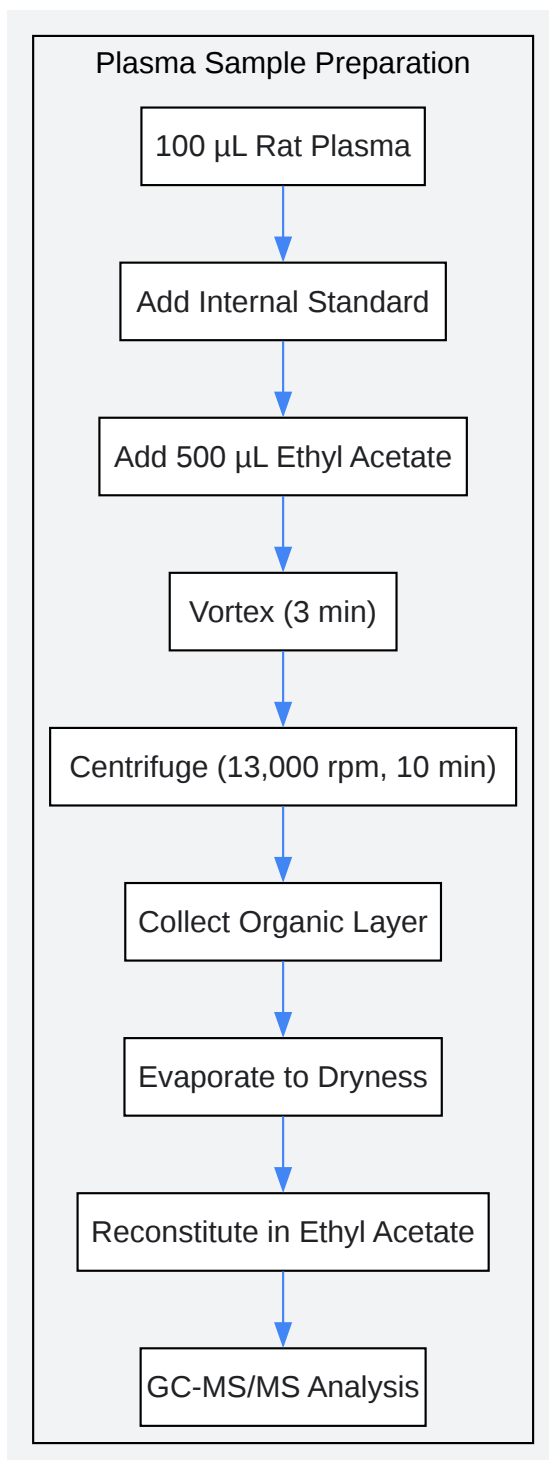 Plasma Sample Preparation
100 µL Rat Plasma
Add Internal Standard
Add 500 µL Ethyl Acetate
Vortex (3 min)
Centrifuge (13,000 rpm, 10 min)
Collect Organic Layer
Evaporate to Dryness
Reconstitute in Ethyl Acetate
GC-MS/MS Analysis